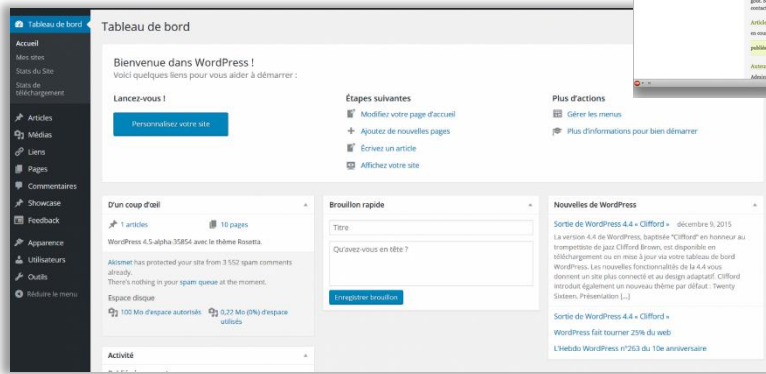 Tableau de bord
Accueil
Mes sites
Stats du Site
Stats de
téléchargement
Articles
Médias
Liens
Pages
Commentaires
Showcase
Feedback
Apparence
Utilisateurs
Outils
Réduire le menu
Tableau de bord
Bienvenue dans WordPress !
Voici quelques liens pour vous aider à démarrer :
Lancez-vous !
Personnalisez votre site
Étapes suivantes
Modifiez votre page d'accueil
Ajoutez de nouvelles pages
Écrivez un article
Affichez votre site
Plus d'actions
Gérer les menus
Plus d'informations pour bien démarrer
D'un coup d'œil
1 articles
10 pages
WordPress 4.5-alpha-35854 avec le thème Rosetta.
Akismet has protected your site from 3 552 spam comments
already.
There's nothing in your spam queue at the moment.
Espace disque
100 Mo d'espace autorisés
0,22 Mo (0%) d'espace
utilisés
Activité
Brouillon rapide
Titre
Qu'avez-vous en tête ?
Enregistrer brouillon
Nouvelles de WordPress
Sortie de WordPress 4.4 « Clifford » décembre 9, 2015
La version 4.4 de WordPress, baptisée "Clifford" en honneur au
trompettiste de jazz Clifford Brown, est disponible en
téléchargement ou en mise à jour via votre tableau de bord
WordPress. Les nouvelles fonctionnalités de la 4.4 vous
donnent un site plus connecté et au design adaptatif. Clifford
introduit également un nouveau thème par défaut : Twenty
Sixteen. Présentation [...]
Sortie de WordPress 4.4 « Clifford »
WordPress fait tourner 25% du web
L'Hebdo WordPress n°263 du 10e anniversaire